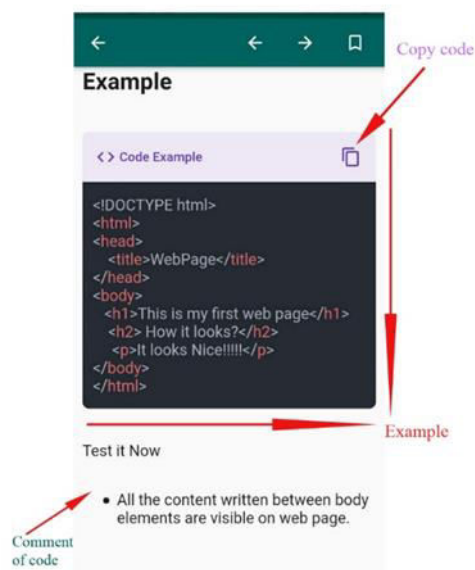 Copy code
Example
<> Code Example
<!DOCTYPE html>
<html>
<head>
<title>WebPage</title>
</head>
<body>
<h1>This is my first web page</h1>
<h2> How it looks?</h2>
<p>It looks Nice!!!!!</p>
</body>
</html>
Example
Test it Now
• All the content written between body
elements are visible on web page.
Comment
of code